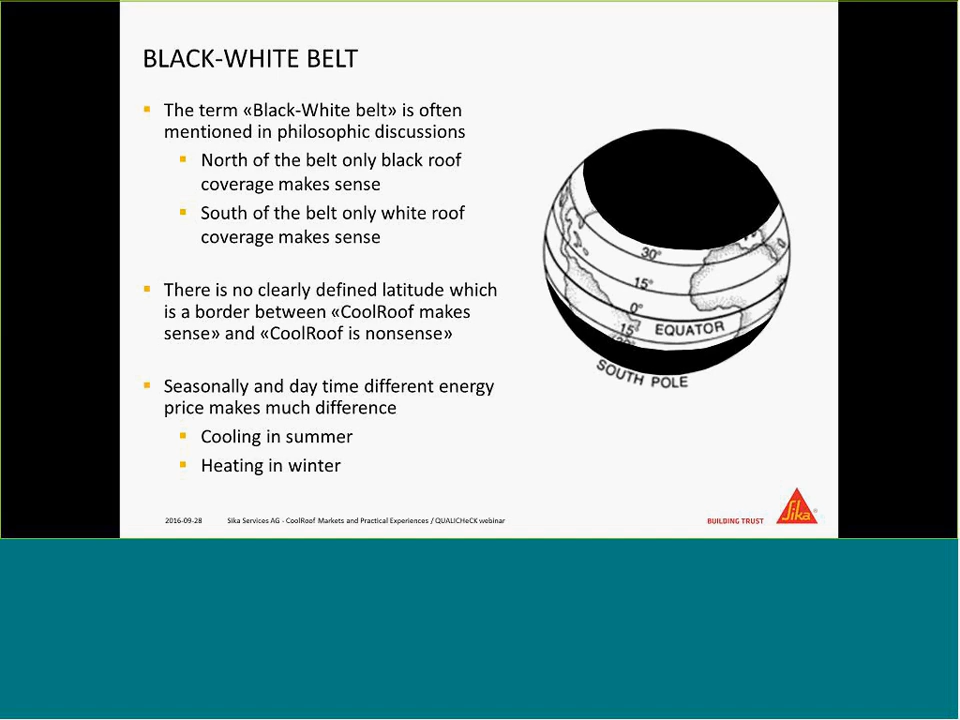 BLACK-WHITE BELT
The term «Black-White belt» is often
mentioned in philosophic discussions
North of the belt only black roof
coverage makes sense
South of the belt only white roof
coverage makes sense
There is no clearly defined latitude which
is a border between «CoolRoof makes
sense» and «CoolRoof is nonsense»
Seasonally and day time different energy
price makes much difference
Cooling in summer
Heating in winter
30°
15°
0°
15°
EQUATOR
SOUTH POLE
2016-09-28
Sika Services AG - CoolRoof Markets and Practical Experiences / QUALICHeCK webinar
BUILDING TRUST
Sika®